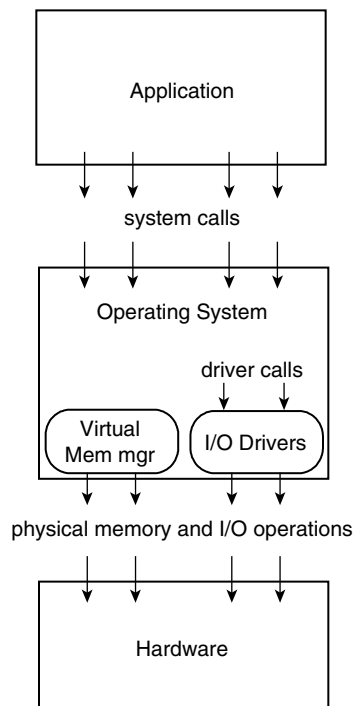 Application
system calls
Operating System
driver calls
Virtual
Mem mgr
I/O Drivers
physical memory and I/O operations
Hardware